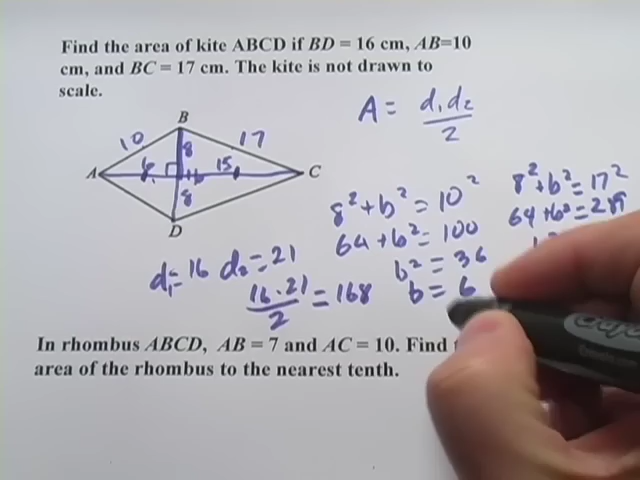 Find the area of kite ABCD if BD = 16 cm, AB=10
cm, and BC = 17 cm. The kite is not drawn to
scale.
A = d₁d₂/2
B
10
17
8
A
6
15
C
8
D
8² + b² = 10²
64 + b² = 100
b² = 36
b = 6
8² + b² = 17²
64 + b² = 289
d₁ = 16 d₂ = 21
16 · 21/2 = 168
In rhombus ABCD, AB = 7 and AC = 10. Find
area of the rhombus to the nearest tenth.